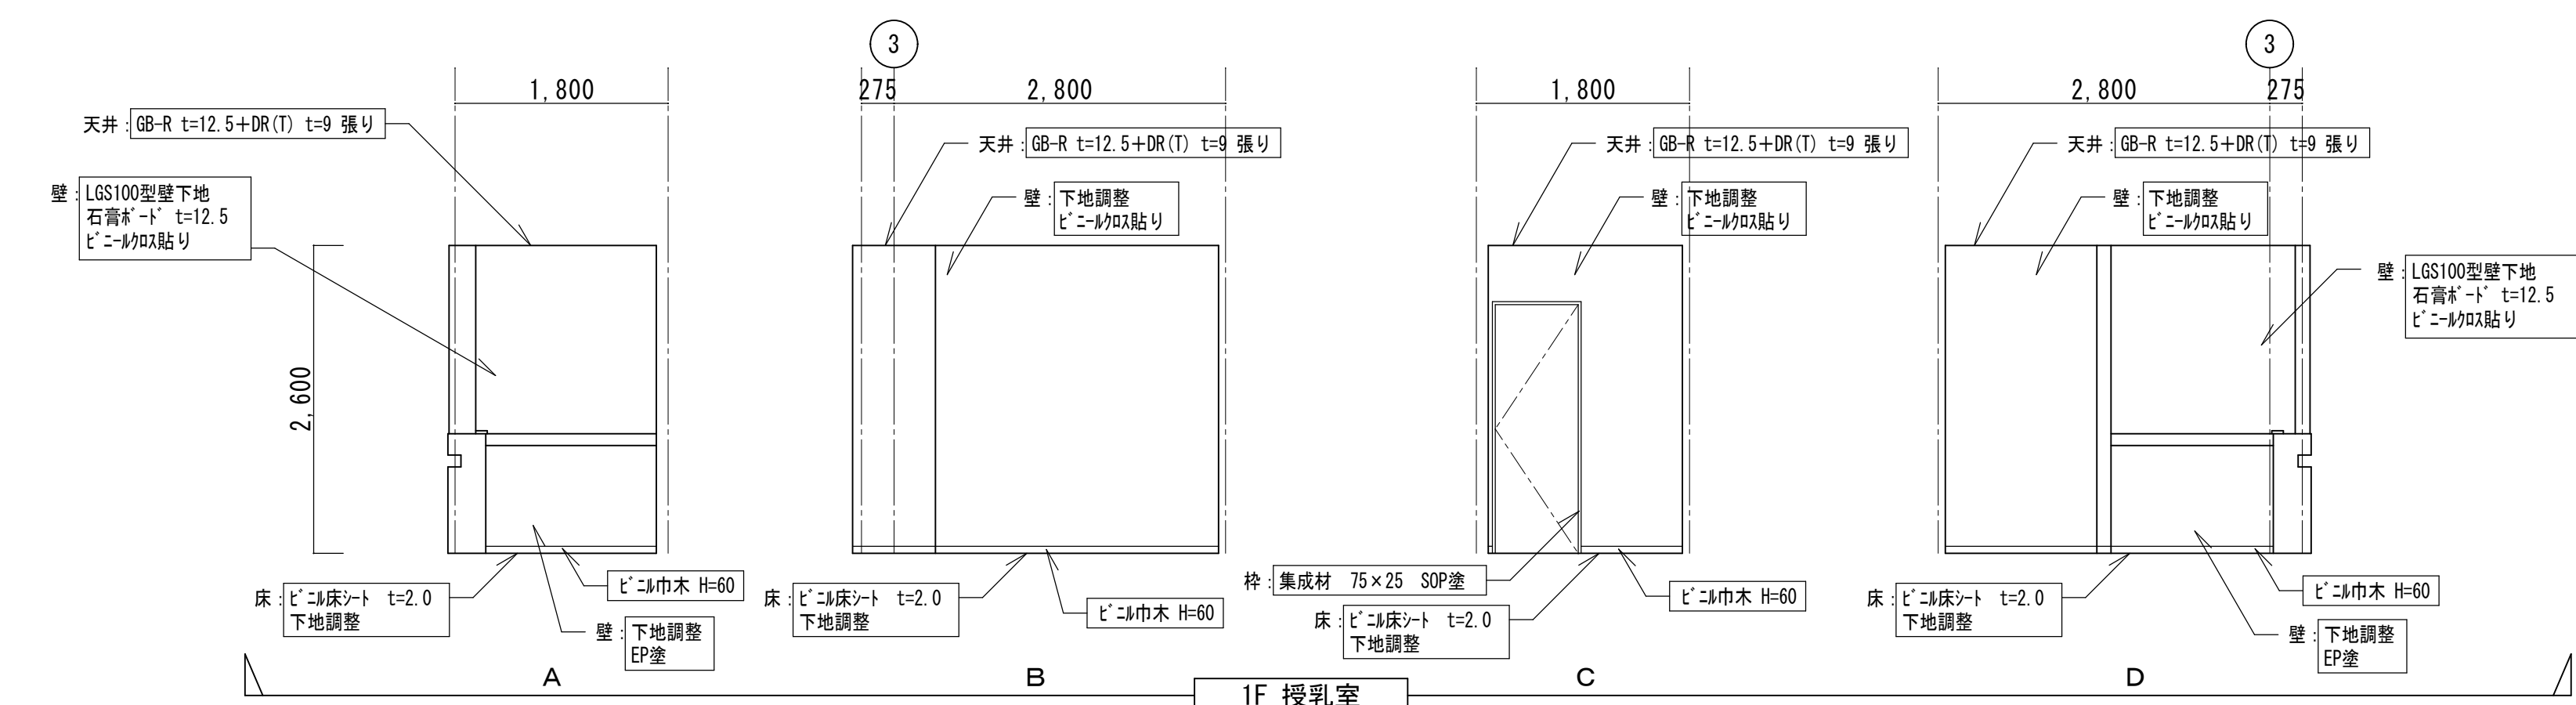 3
3
1,800
275
2,800
1,800
2,800
275
天井：GB-R t=12.5+DR(T) t=9 張り
天井：GB-R t=12.5+DR(T) t=9 張り
天井：GB-R t=12.5+DR(T) t=9 張り
天井：GB-R t=12.5+DR(T) t=9 張り
壁：LGS100型壁下地
石膏ﾎﾞｰﾄﾞ t=12.5
ﾋﾞﾆｰﾙｸﾛｽ貼り
壁：下地調整
ﾋﾞﾆｰﾙｸﾛｽ貼り
壁：下地調整
ﾋﾞﾆｰﾙｸﾛｽ貼り
壁：下地調整
ﾋﾞﾆｰﾙｸﾛｽ貼り
壁：LGS100型壁下地
石膏ﾎﾞｰﾄﾞ t=12.5
ﾋﾞﾆｰﾙｸﾛｽ貼り
2,600
床：ﾋﾞﾆﾙ床ｼｰﾄ t=2.0
下地調整
ﾋﾞﾆﾙ巾木 H=60
壁：下地調整
EP塗
床：ﾋﾞﾆﾙ床ｼｰﾄ t=2.0
下地調整
ﾋﾞﾆﾙ巾木 H=60
枠：集成材 75×25 SOP塗
床：ﾋﾞﾆﾙ床ｼｰﾄ t=2.0
下地調整
ﾋﾞﾆﾙ巾木 H=60
床：ﾋﾞﾆﾙ床ｼｰﾄ t=2.0
下地調整
ﾋﾞﾆﾙ巾木 H=60
壁：下地調整
EP塗
A
B
C
D
1F 授乳室